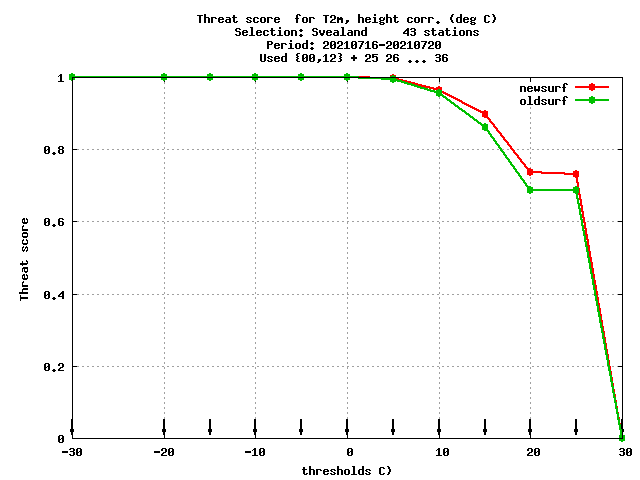 Threat score  for T2m, height corr. (deg C)
Selection: Svealand     43 stations
Period: 20210716-20210720
Used {00,12} + 25 26 ... 36
newsurf
oldsurf
1
0.8
0.6
0.4
0.2
0
Threat score
-30 -20 -10 0 10 20 30
thresholds C)